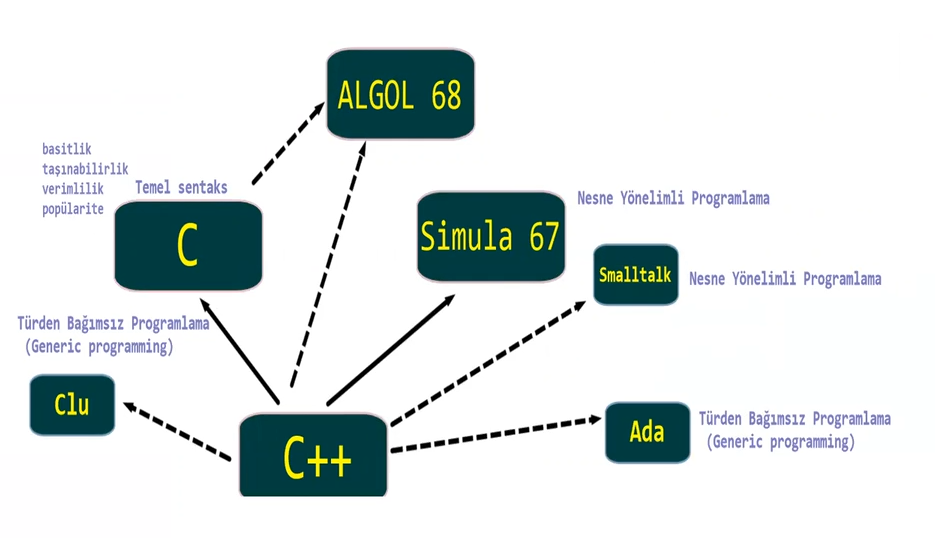 ALGOL 68
basitlik
taşınabilirlik
verimlilik
popülarite
Temel sentaks
C
Simula 67
Nesne Yönelimli Programlama
Smalltalk
Nesne Yönelimli Programlama
Türden Bağımsız Programlama
(Generic programming)
Clu
C++
Ada
Türden Bağımsız Programlama
(Generic programming)